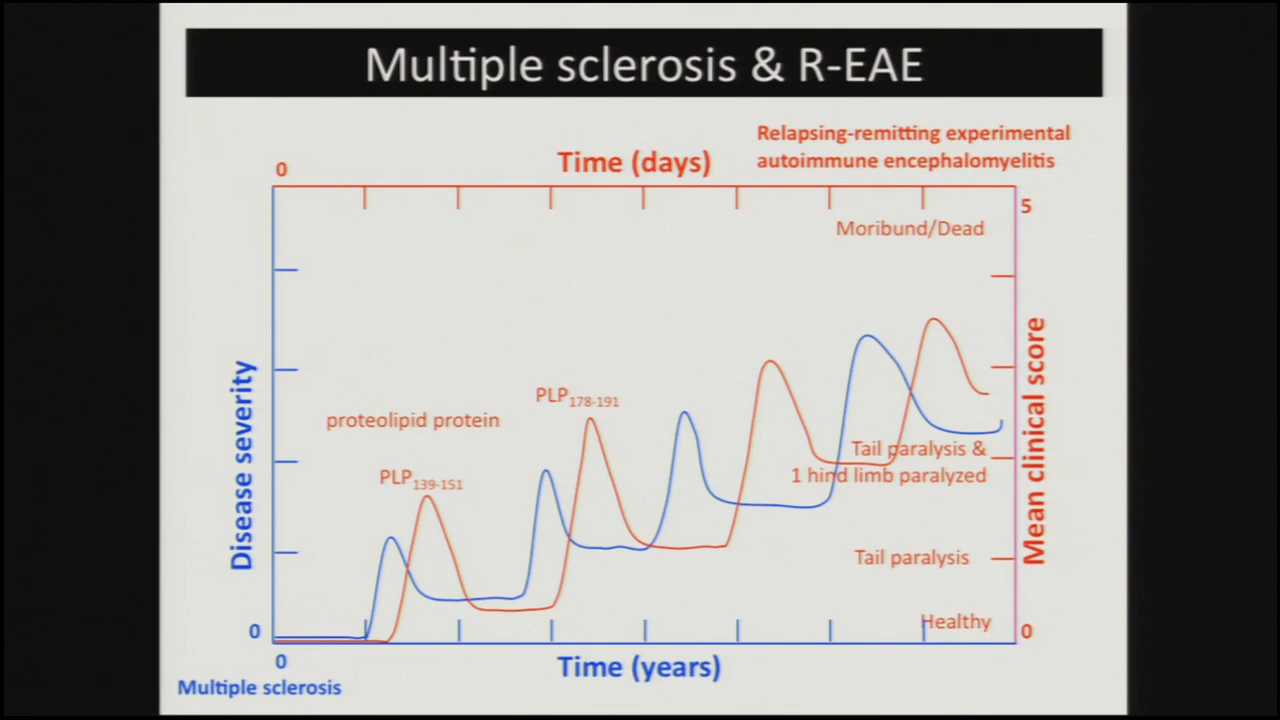 Multiple sclerosis & R-EAE
Relapsing-remitting experimental
autoimmune encephalomyelitis
Time (days)
0
5
Moribund/Dead
Disease severity
Mean clinical score
PLP178-191
proteolipid protein
PLP139-151
Tail paralysis &
1 hind limb paralyzed
Tail paralysis
Healthy
0
0
0
Time (years)
Multiple sclerosis